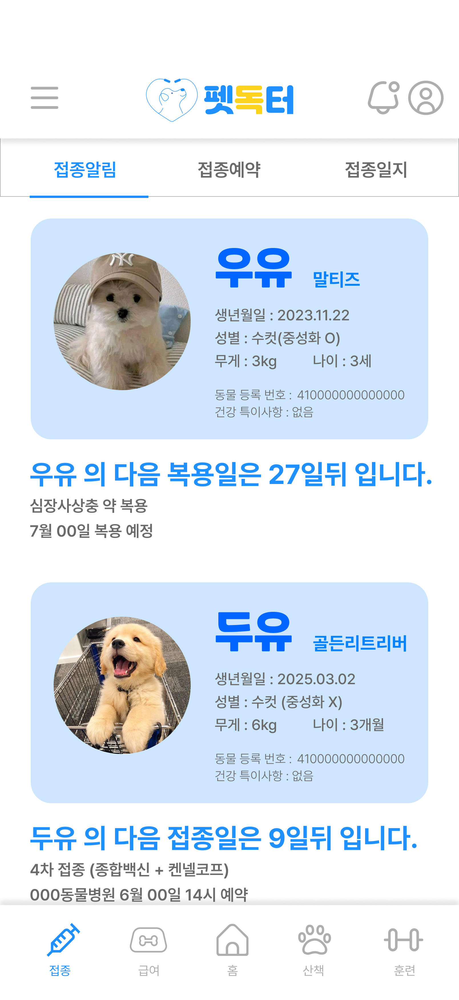 펫독터
접종알림 접종예약 접종일지
NY
우유 말티즈
생년월일 : 2023.11.22
성별 : 수컷(중성화 O)
무게 : 3kg 나이 : 3세
동물 등록 번호 : 410000000000000
건강 특이사항 : 없음
우유 의 다음 복용일은 27일뒤 입니다.
심장사상충 약 복용
7월 00일 복용 예정
두유 골든리트리버
생년월일 : 2025.03.02
성별 : 수컷 (중성화 X)
무게 : 6kg 나이 : 3개월
동물 등록 번호 : 410000000000000
건강 특이사항 : 없음
두유 의 다음 접종일은 9일뒤 입니다.
4차 접종 (종합백신 + 켄넬코프)
000동물병원 6월 00일 14시 예약
접종 급여 홈 산책 훈련